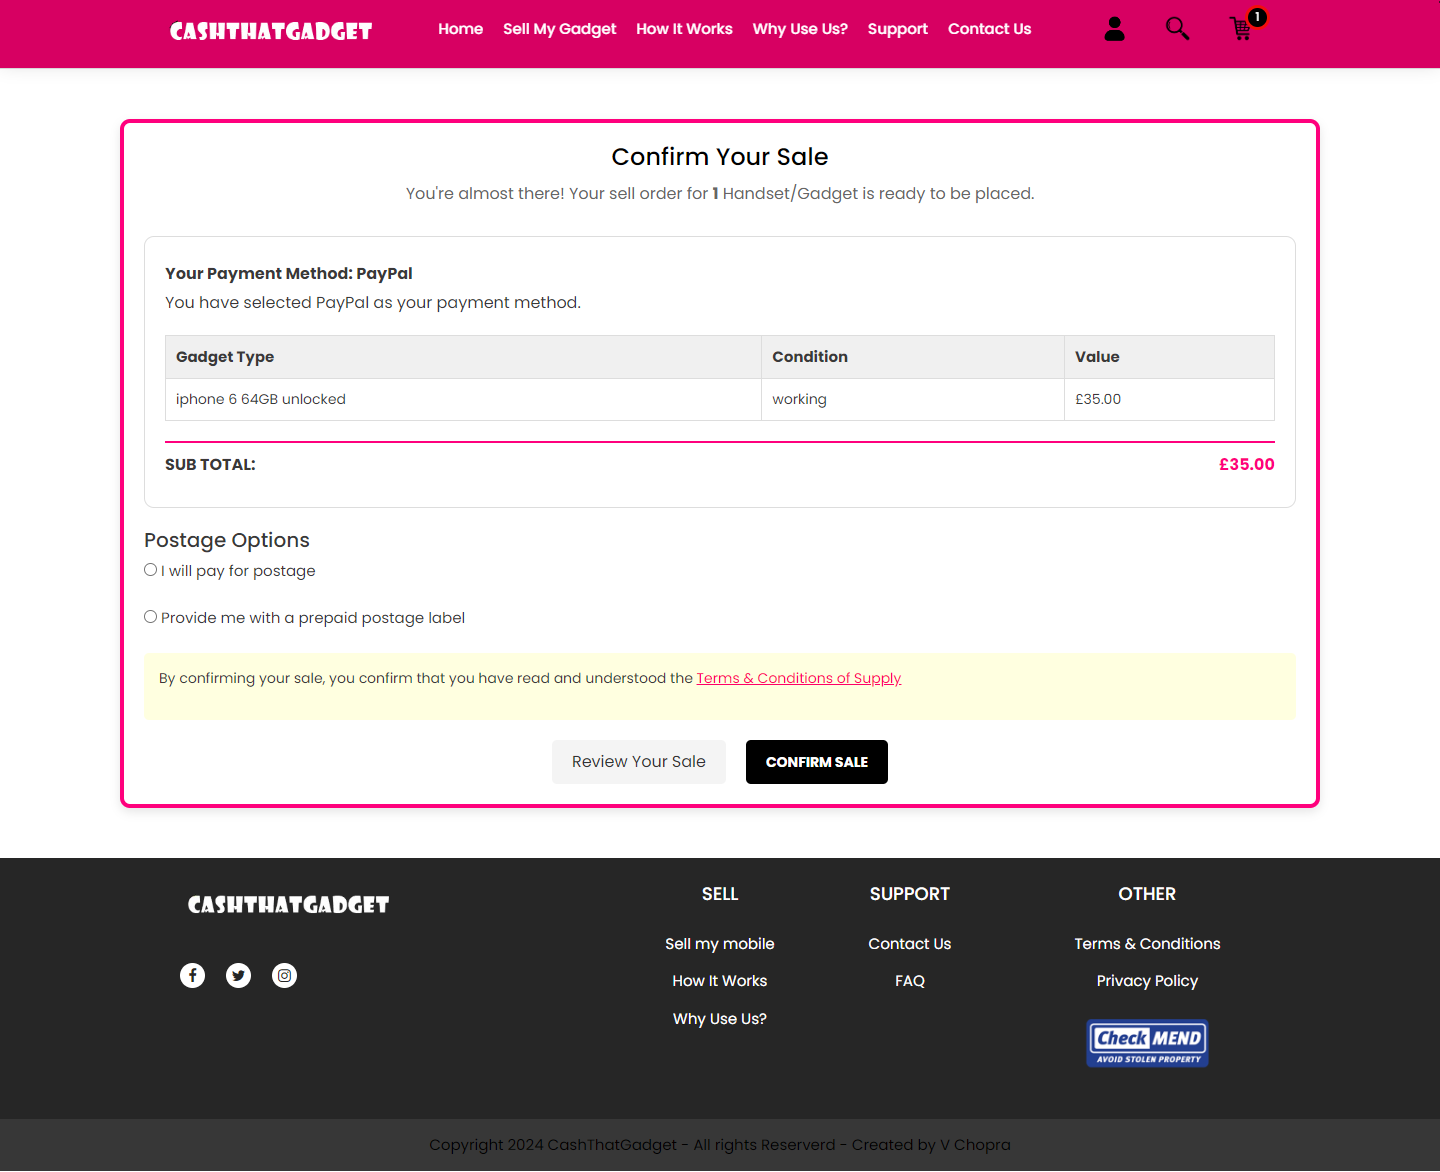 CASHTHATGADGET
Home Sell My Gadget How It Works Why Use Us? Support Contact Us
1
Confirm Your Sale
You're almost there! Your sell order for 1 Handset/Gadget is ready to be placed.
Your Payment Method: PayPal
You have selected PayPal as your payment method.
Gadget Type Condition Value
iphone 6 64GB unlocked working £35.00
SUB TOTAL: £35.00
Postage Options
I will pay for postage
Provide me with a prepaid postage label
By confirming your sale, you confirm that you have read and understood the Terms & Conditions of Supply
Review Your Sale CONFIRM SALE
CASHTHATGADGET
SELL
Sell my mobile
How It Works
Why Use Us?
SUPPORT
Contact Us
FAQ
OTHER
Terms & Conditions
Privacy Policy
Check MEND
AVOID STOLEN PROPERTY
Copyright 2024 CashThatGadget - All rights Reserverd - Created by V Chopra